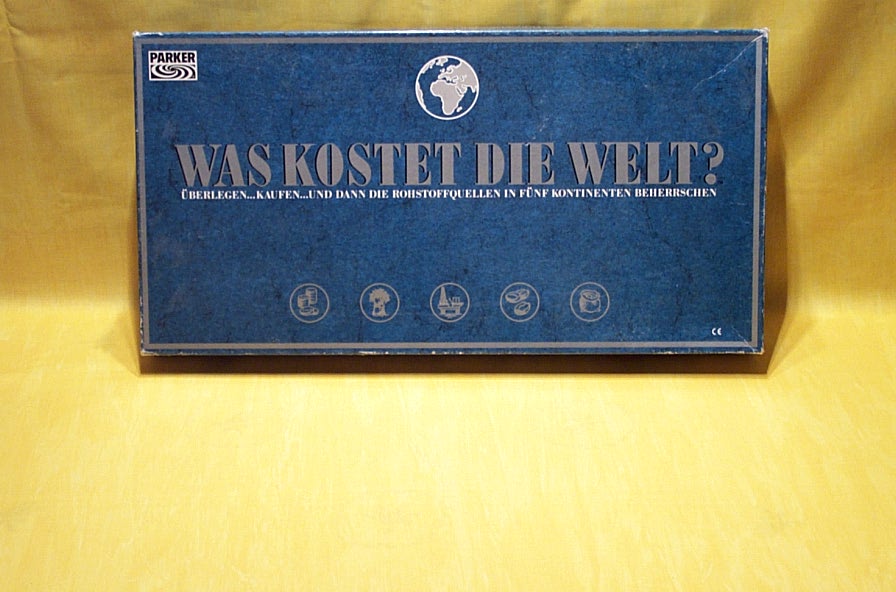 PARKER
WAS KOSTET DIE WELT?
ÜBERLEGEN...KAUFEN...UND DANN DIE ROHSTOFFQUELLEN IN FÜNF KONTINENTEN BEHERRSCHEN
CE